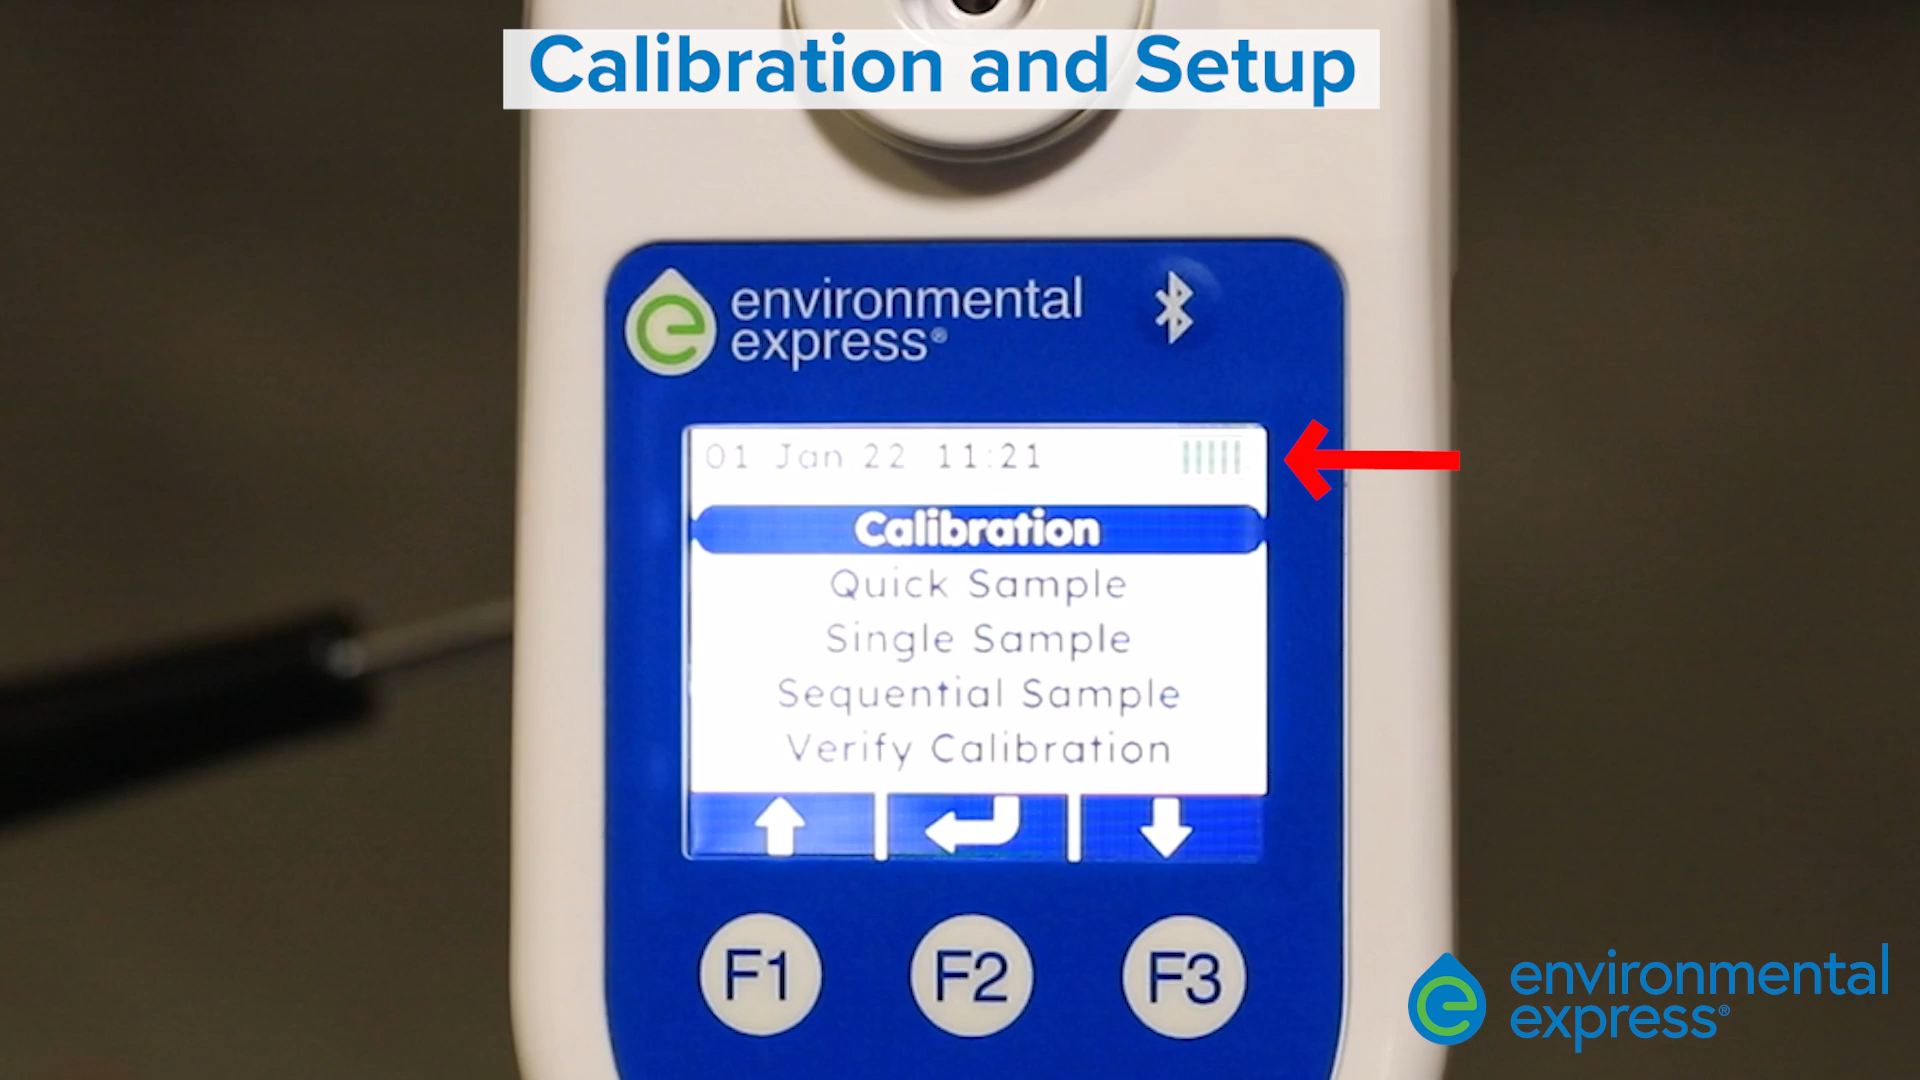 Calibration and Setup
environmental
express®
01 Jan 22 11:21
Calibration
Quick Sample
Single Sample
Sequential Sample
Verify Calibration
F1 F2 F3
environmental
express®